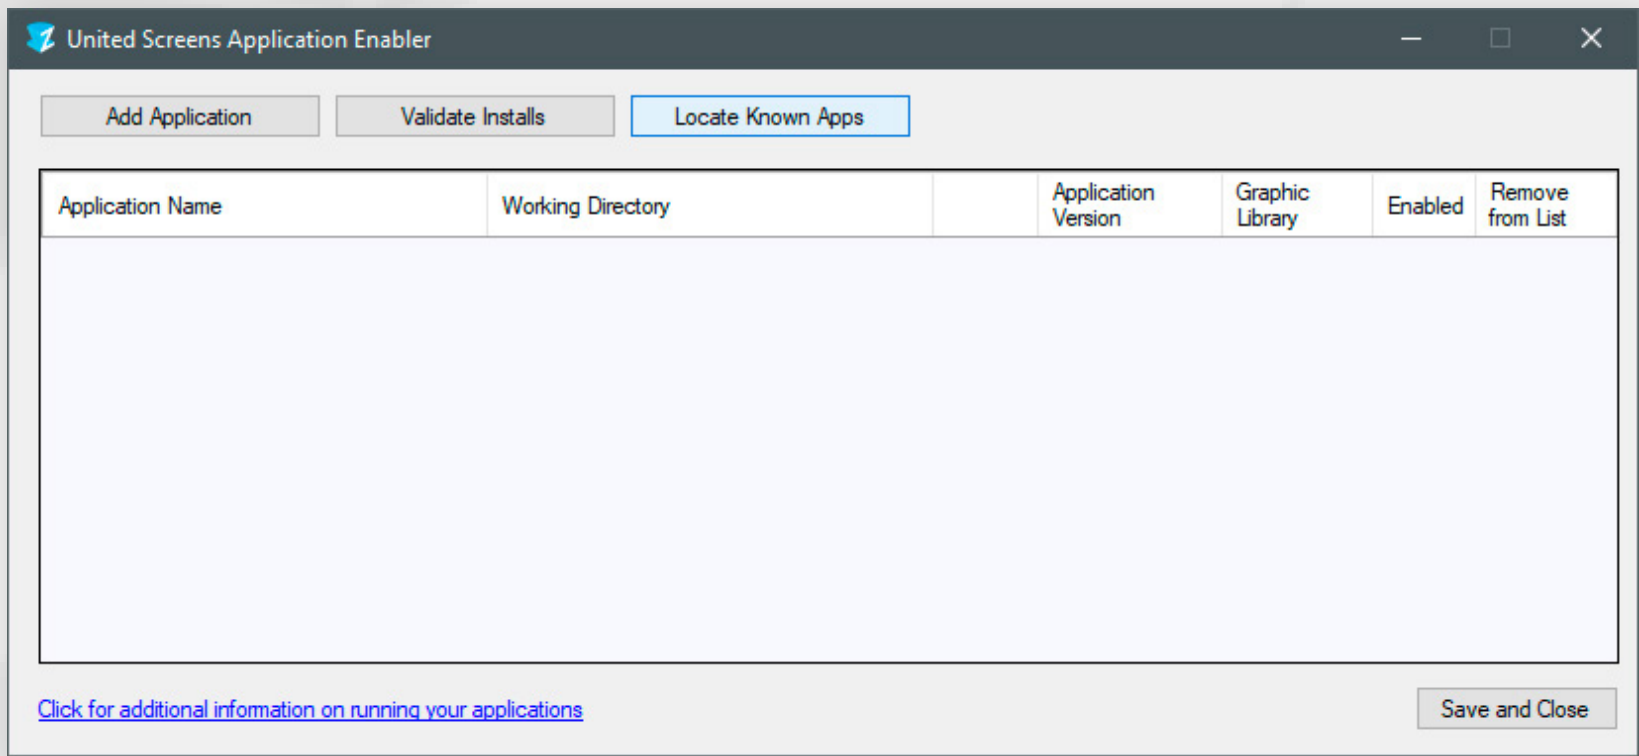 United Screens Application Enabler
Add Application Validate Installs Locate Known Apps
Application Name Working Directory Application Version Graphic Library Enabled Remove from List
Click for additional information on running your applications
Save and Close